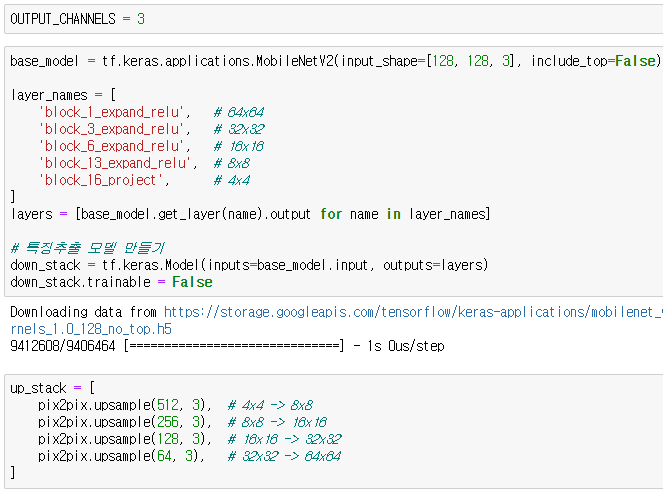 OUTPUT_CHANNELS = 3
base_model = tf.keras.applications.MobileNetV2(input_shape=[128, 128, 3], include_top=False)
layer_names = [
    'block_1_expand_relu',   # 64x64
    'block_3_expand_relu',   # 32x32
    'block_6_expand_relu',   # 16x16
    'block_13_expand_relu',  # 8x8
    'block_16_project',      # 4x4
]
layers = [base_model.get_layer(name).output for name in layer_names]
# 특징추출 모델 만들기
down_stack = tf.keras.Model(inputs=base_model.input, outputs=layers)
down_stack.trainable = False
Downloading data from https://storage.googleapis.com/tensorflow/keras-applications/mobilenet_
rnels_1.0_128_no_top.h5
9412608/9406464 [==============================] - 1s 0us/step
up_stack = [
    pix2pix.upsample(512, 3),  # 4x4 -> 8x8
    pix2pix.upsample(256, 3),  # 8x8 -> 16x16
    pix2pix.upsample(128, 3),  # 16x16 -> 32x32
    pix2pix.upsample(64, 3),   # 32x32 -> 64x64
]